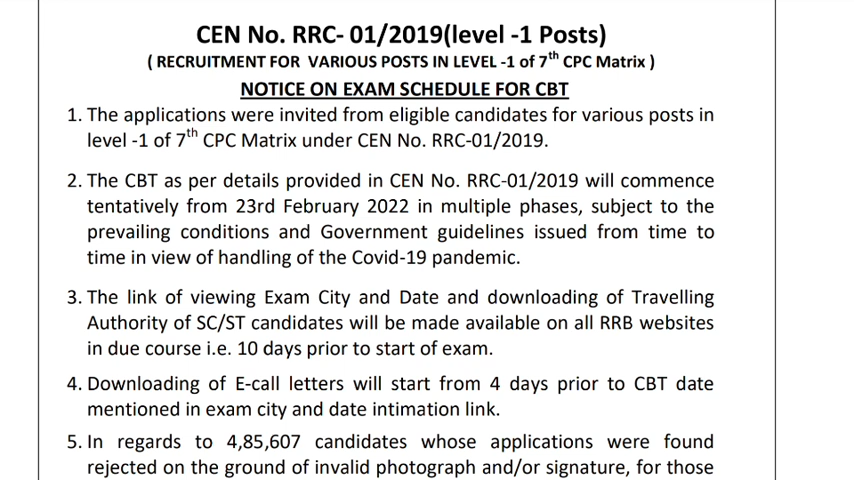 CEN No. RRC- 01/2019(level -1 Posts)
( RECRUITMENT FOR VARIOUS POSTS IN LEVEL -1 of 7th CPC Matrix )
NOTICE ON EXAM SCHEDULE FOR CBT
1. The applications were invited from eligible candidates for various posts in
level -1 of 7th CPC Matrix under CEN No. RRC-01/2019.
2. The CBT as per details provided in CEN No. RRC-01/2019 will commence
tentatively from 23rd February 2022 in multiple phases, subject to the
prevailing conditions and Government guidelines issued from time to
time in view of handling of the Covid-19 pandemic.
3. The link of viewing Exam City and Date and downloading of Travelling
Authority of SC/ST candidates will be made available on all RRB websites
in due course i.e. 10 days prior to start of exam.
4. Downloading of E-call letters will start from 4 days prior to CBT date
mentioned in exam city and date intimation link.
5. In regards to 4,85,607 candidates whose applications were found
rejected on the ground of invalid photograph and/or signature, for those